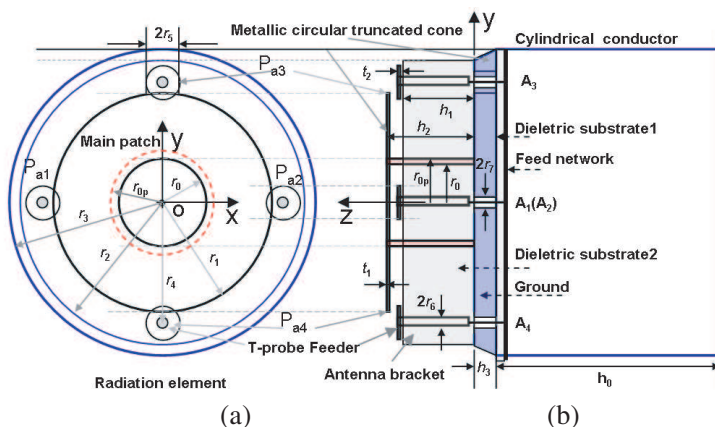 2r5
Metallic circular truncated cone
y
Cylindrical conductor
Pa3
t2
A3
h1
Main patch
y
h2
Dieletric substrate1
Pa1
r0p
r0
Pa2
r0p
r0
2r7
Feed network
o
X
Z
A1(A2)
r3
r2
r4
r1
t1
Dieletric substrate2
2r6
Ground
Pa4
A4
T-probe Feeder
Radiation element
Antenna bracket
h3
h0
(a)
(b)